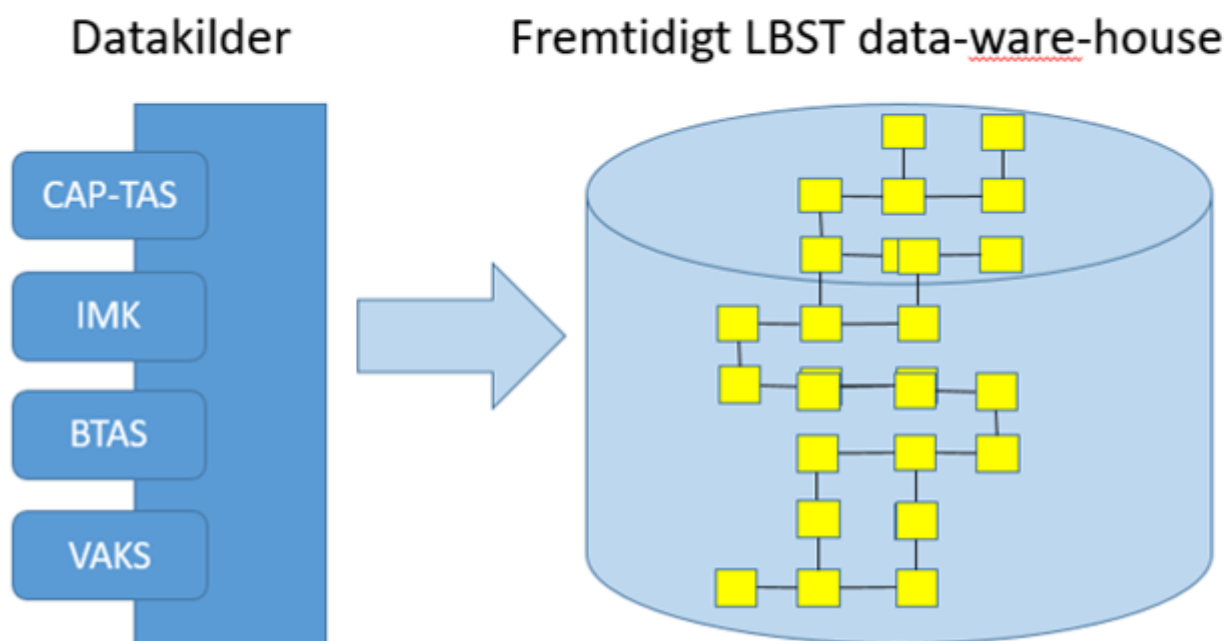 Datakilder
Fremtidigt LBST data-ware-house
CAP-TAS
IMK
BTAS
VAKS